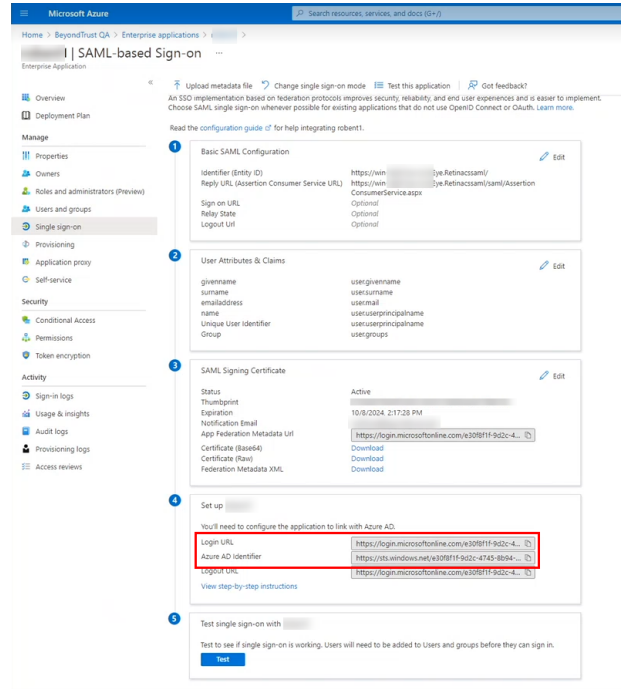 Microsoft Azure
Search resources, services, and docs (G+/)
Home > BeyondTrust QA > Enterprise applications >
| SAML-based Sign-on ...
Enterprise Application
Overview
Deployment Plan
Manage
Properties
Owners
Roles and administrators (Preview)
Users and groups
Single sign-on
Provisioning
Application proxy
Self-service
Security
Conditional Access
Permissions
Token encryption
Activity
Sign-in logs
Usage & insights
Audit logs
Provisioning logs
Access reviews
Upload metadata file Change single sign-on mode Test this application Got feedback?
An SSO implementation based on federation protocols improves security, reliability, and end user experiences and is easier to implement.
Choose SAML single sign-on whenever possible for existing applications that do not use OpenID Connect or OAuth. Learn more.
Read the configuration guide for help integrating robent1.
1
Basic SAML Configuration
Edit
Identifier (Entity ID) https://win Eye.Retinacssaml/
Reply URL (Assertion Consumer Service URL) https://win Eye.Retinacssaml/saml/Assertion
ConsumerService.aspx
Sign on URL Optional
Relay State Optional
Logout Url Optional
2
User Attributes & Claims
Edit
givenname user.givenname
surname user.surname
emailaddress user.mail
name user.userprincipalname
Unique User Identifier user.userprincipalname
Group user.groups
3
SAML Signing Certificate
Edit
Status Active
Thumbprint
Expiration 10/8/2024, 2:17:28 PM
Notification Email
App Federation Metadata Url https://login.microsoftonline.com/e30f8f1f-9d2c-4...
Certificate (Base64) Download
Certificate (Raw) Download
Federation Metadata XML Download
4
Set up
You'll need to configure the application to link with Azure AD.
Login URL https://login.microsoftonline.com/e30f8f1f-9d2c-4...
Azure AD Identifier https://sts.windows.net/e30f8f1f-9d2c-4745-8b94-...
Logout URL https://login.microsoftonline.com/e30f8f1f-9d2c-4...
View step-by-step instructions
5
Test single sign-on with
Test to see if single sign-on is working. Users will need to be added to Users and groups before they can sign in.
Test